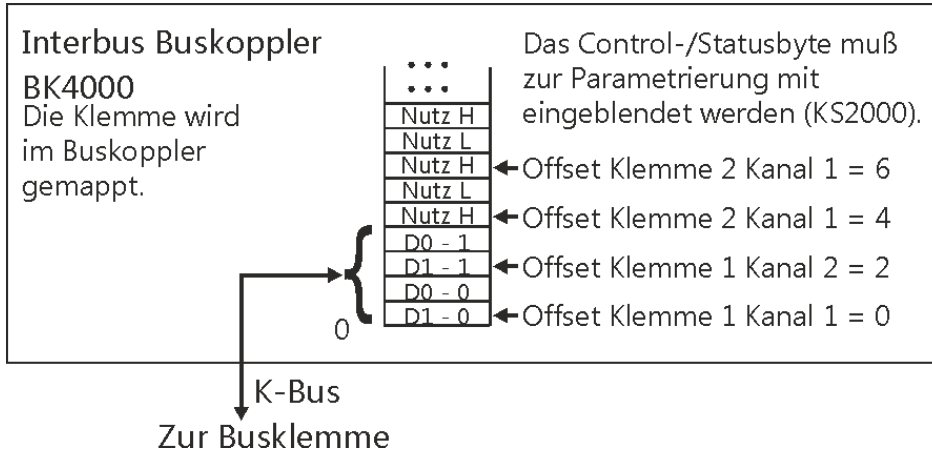 Interbus Buskoppler
BK4000
Die Klemme wird
im Buskoppler
gemappt.
Das Control-/Statusbyte muß
zur Parametrierung mit
eingeblendet werden (KS2000).
•••
•••
Nutz H
Nutz L
Nutz H
Offset Klemme 2 Kanal 1 = 6
Nutz L
Nutz H
Offset Klemme 2 Kanal 1 = 4
D0 - 1
D1 - 1
Offset Klemme 1 Kanal 2 = 2
D0 - 0
D1 - 0
Offset Klemme 1 Kanal 1 = 0
0
K-Bus
Zur Busklemme